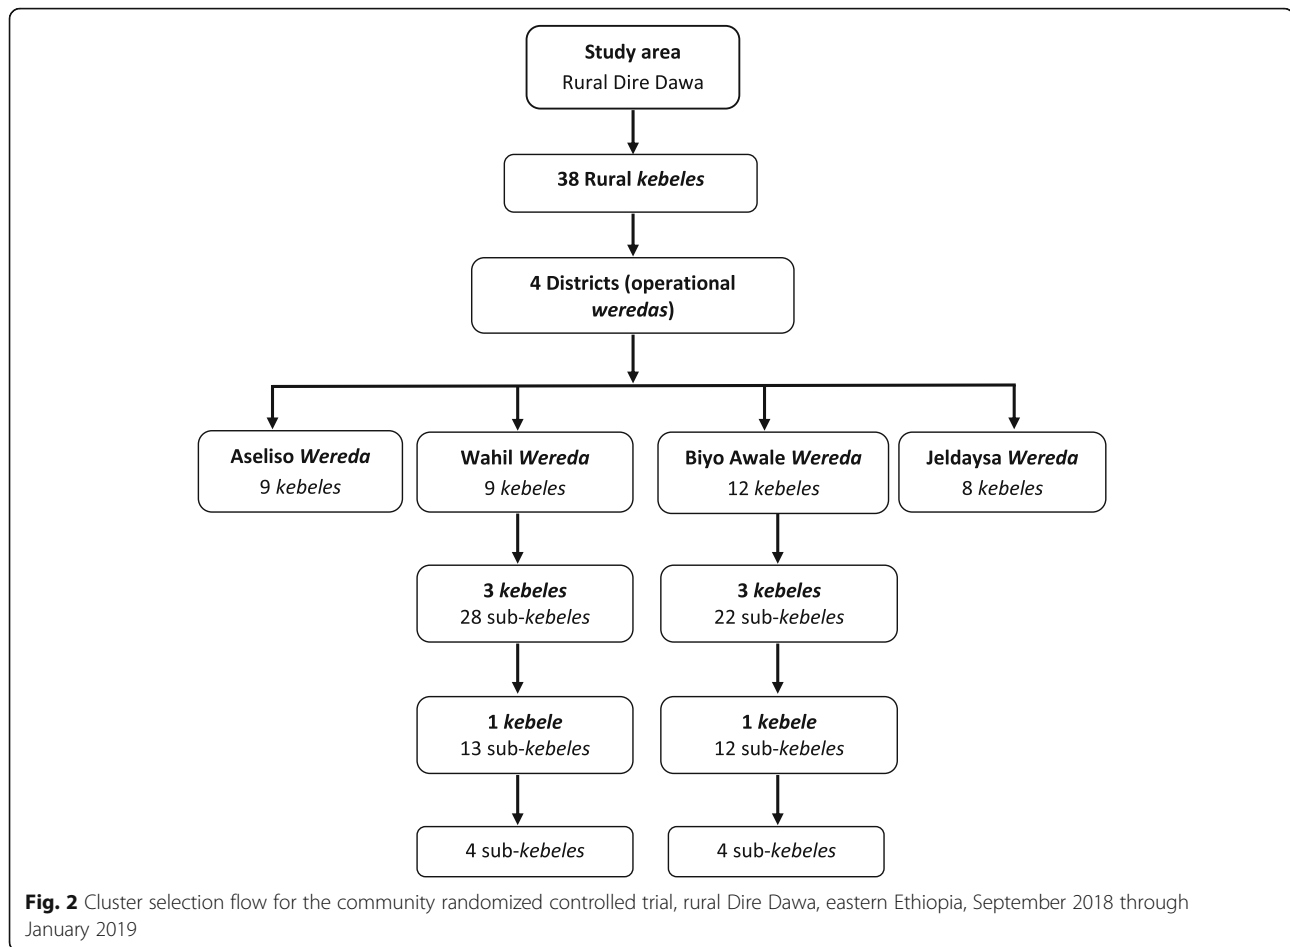 Study area
Rural Dire Dawa
38 Rural kebeles
4 Districts (operational
weredas)
Aseliso Wereda
9 kebeles
Wahil Wereda
9 kebeles
Biyo Awale Wereda
12 kebeles
Jeldaysa Wereda
8 kebeles
3 kebeles
28 sub-kebeles
3 kebeles
22 sub-kebeles
1 kebele
13 sub-kebeles
1 kebele
12 sub-kebeles
4 sub-kebeles
4 sub-kebeles
Fig. 2 Cluster selection flow for the community randomized controlled trial, rural Dire Dawa, eastern Ethiopia, September 2018 through
January 2019